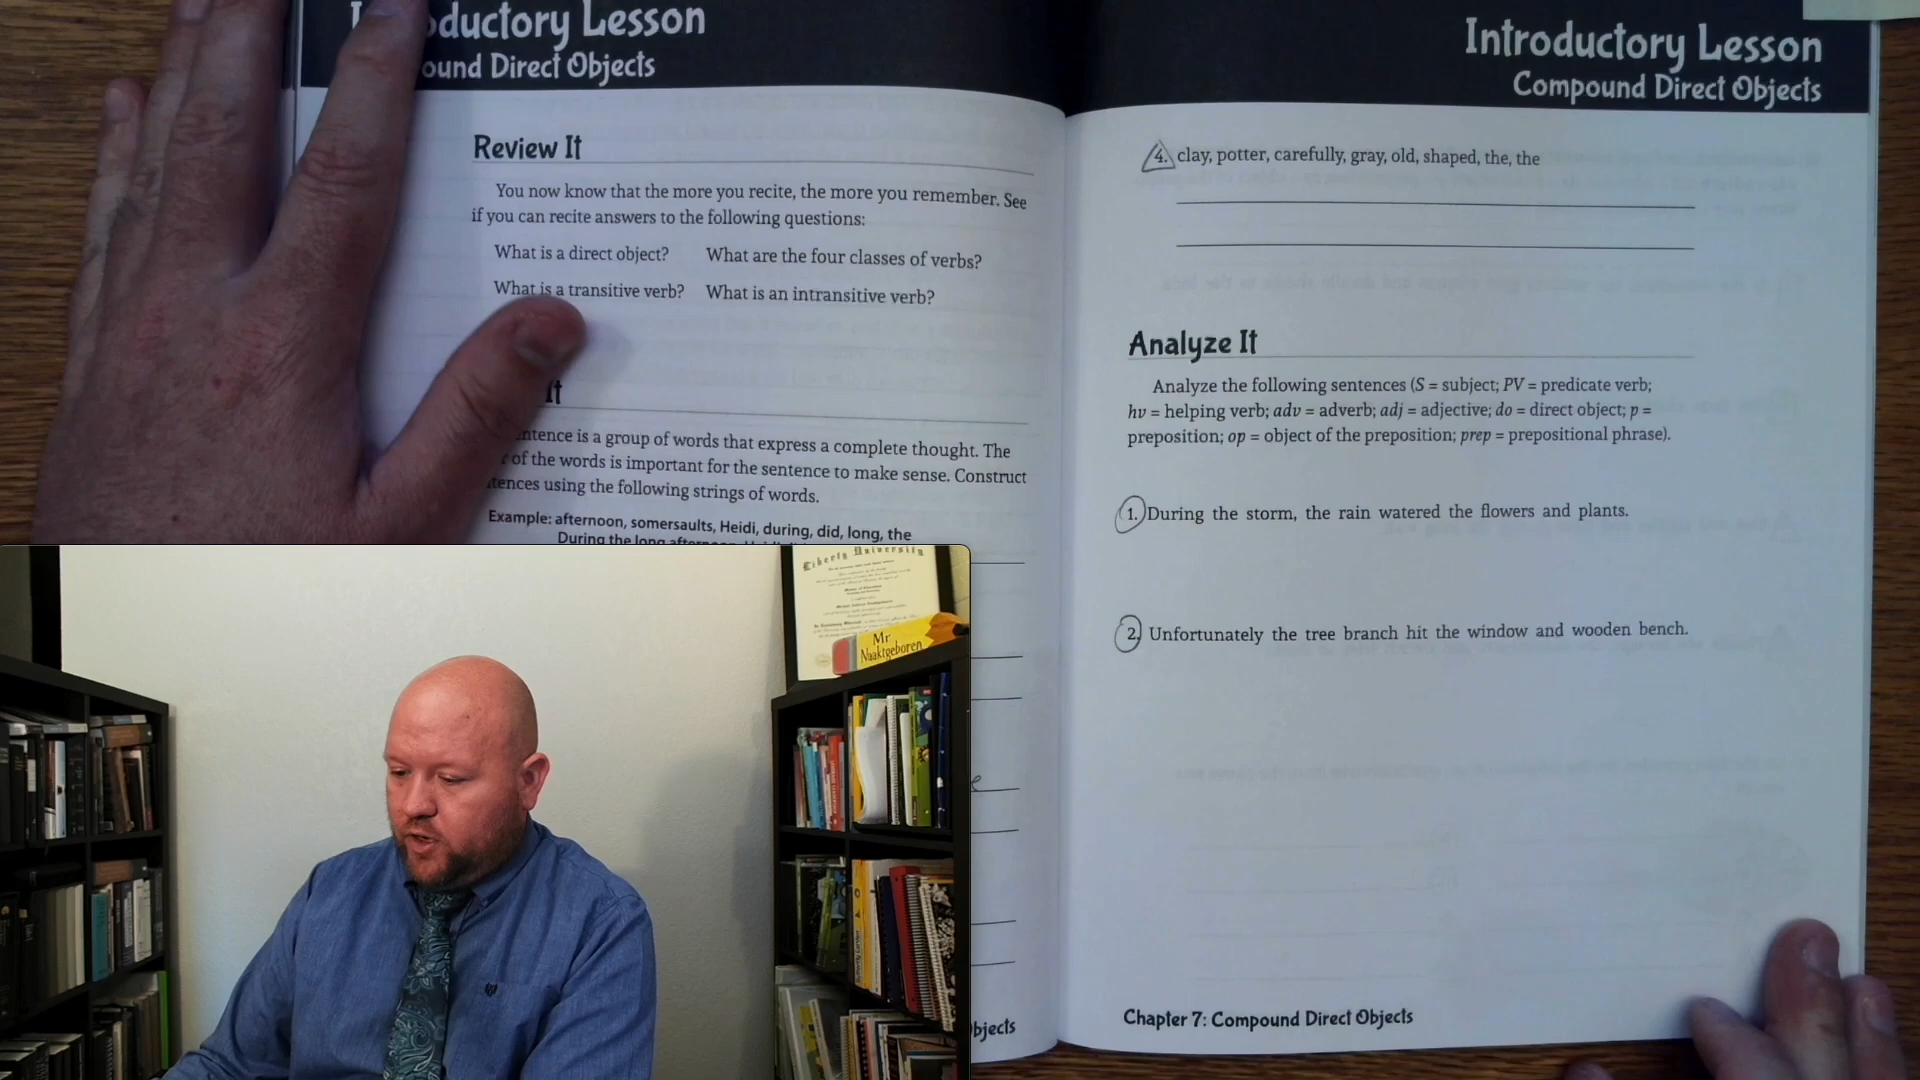 ductory Lesson
ound Direct Objects
Review It
You now know that the more you recite, the more you remember. See
if you can recite answers to the following questions:
What is a direct object? What are the four classes of verbs?
What is a transitive verb? What is an intransitive verb?
It
ntence is a group of words that express a complete thought. The
of the words is important for the sentence to make sense. Construct
tences using the following strings of words.
Example: afternoon, somersaults, Heidi, during, did, long, the
During the long afternoon, Heidi
bjects
Introductory Lesson
Compound Direct Objects
4. clay, potter, carefully, gray, old, shaped, the, the
Analyze It
Analyze the following sentences (S = subject; PV = predicate verb;
hv = helping verb; adv = adverb; adj = adjective; do = direct object; p =
preposition; op = object of the preposition; prep = prepositional phrase).
1. During the storm, the rain watered the flowers and plants.
2. Unfortunately the tree branch hit the window and wooden bench.
Chapter 7: Compound Direct Objects
Liberty University
Mr
Naaktgeboren